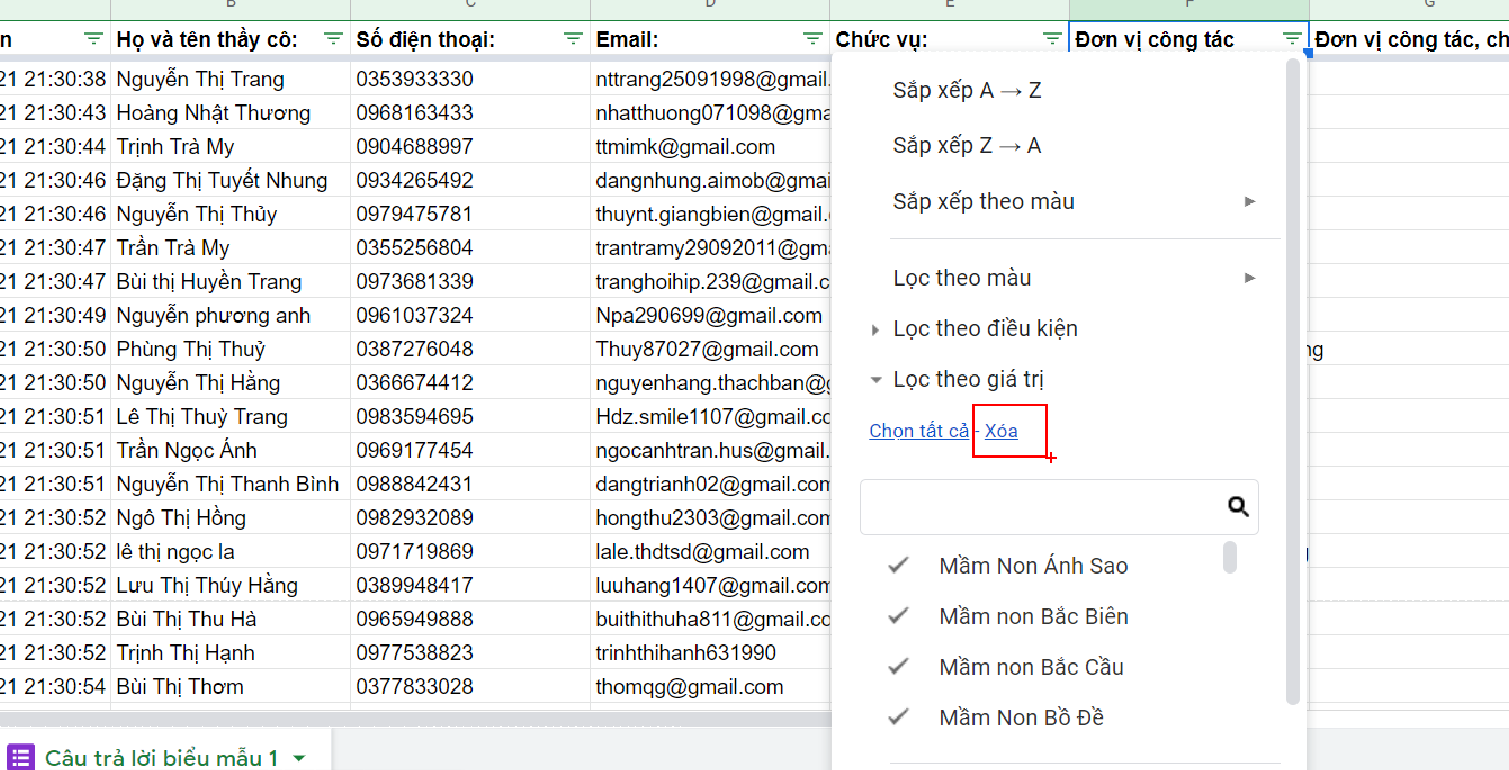 B C D E F G
n Họ và tên thầy cô: Số điện thoại: Email: Chức vụ: Đơn vị công tác Đơn vị công tác, ch
21 21:30:38 Nguyễn Thị Trang 0353933330 nttrang25091998@gmail.
21 21:30:43 Hoàng Nhật Thương 0968163433 nhatthuong071098@gma
21 21:30:44 Trịnh Trà My 0904688997 ttmimk@gmail.com
21 21:30:46 Đặng Thị Tuyết Nhung 0934265492 dangnhung.aimob@gmai
21 21:30:46 Nguyễn Thị Thủy 0979475781 thuynt.giangbien@gmail.
21 21:30:47 Trần Trà My 0355256804 trantramy29092011@gma
21 21:30:47 Bùi thị Huyền Trang 0973681339 tranghoihip.239@gmail.c
21 21:30:49 Nguyễn phương anh 0961037324 Npa290699@gmail.com
21 21:30:50 Phùng Thị Thuỷ 0387276048 Thuy87027@gmail.com ng
21 21:30:50 Nguyễn Thị Hằng 0366674412 nguyenhang.thachban@g
21 21:30:51 Lê Thị Thuỳ Trang 0983594695 Hdz.smile1107@gmail.co
21 21:30:51 Trần Ngọc Ánh 0969177454 ngocanhtran.hus@gmail.
21 21:30:51 Nguyễn Thị Thanh Bình 0988842431 dangtrianh02@gmail.com
21 21:30:52 Ngô Thị Hồng 0982932089 hongthu2303@gmail.com
21 21:30:52 lê thị ngọc la 0971719869 lale.thdtsd@gmail.com
21 21:30:52 Lưu Thị Thúy Hằng 0389948417 luuhang1407@gmail.com
21 21:30:52 Bùi Thị Thu Hà 0965949888 buithithuha811@gmail.co
21 21:30:52 Trịnh Thị Hạnh 0977538823 trinhthihanh631990
21 21:30:54 Bùi Thị Thơm 0377833028 thomqg@gmail.com
Sắp xếp A → Z
Sắp xếp Z → A
Sắp xếp theo màu
Lọc theo màu
Lọc theo điều kiện
Lọc theo giá trị
Chọn tất cả - Xóa
Mầm Non Ánh Sao
Mầm non Bắc Biên
Mầm non Bắc Cầu
Mầm Non Bồ Đề
Câu trả lời biểu mẫu 1